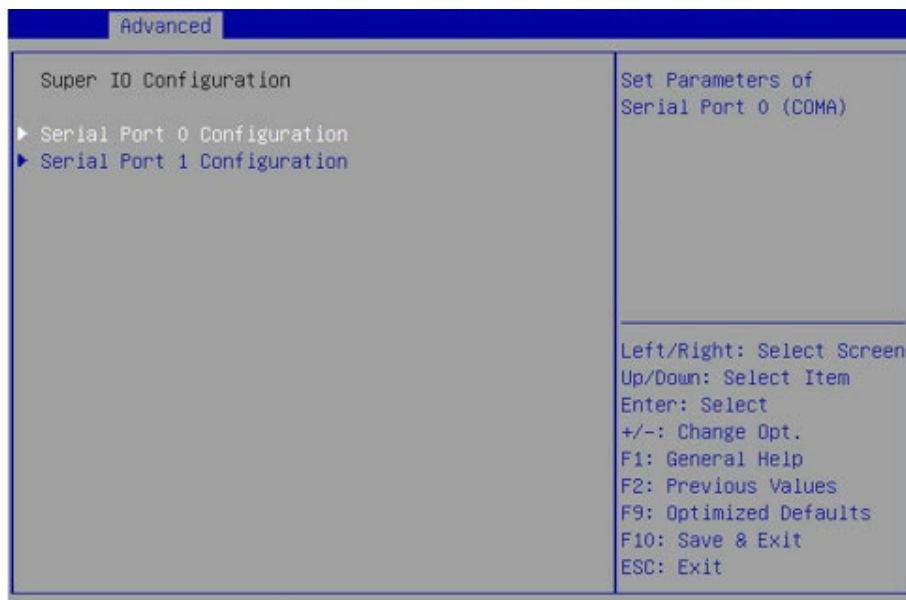 Advanced
Super IO Configuration
Serial Port 0 Configuration
Serial Port 1 Configuration
Set Parameters of
Serial Port 0 (COMA)
Left/Right: Select Screen
Up/Down: Select Item
Enter: Select
+/-: Change Opt.
F1: General Help
F2: Previous Values
F9: Optimized Defaults
F10: Save & Exit
ESC: Exit